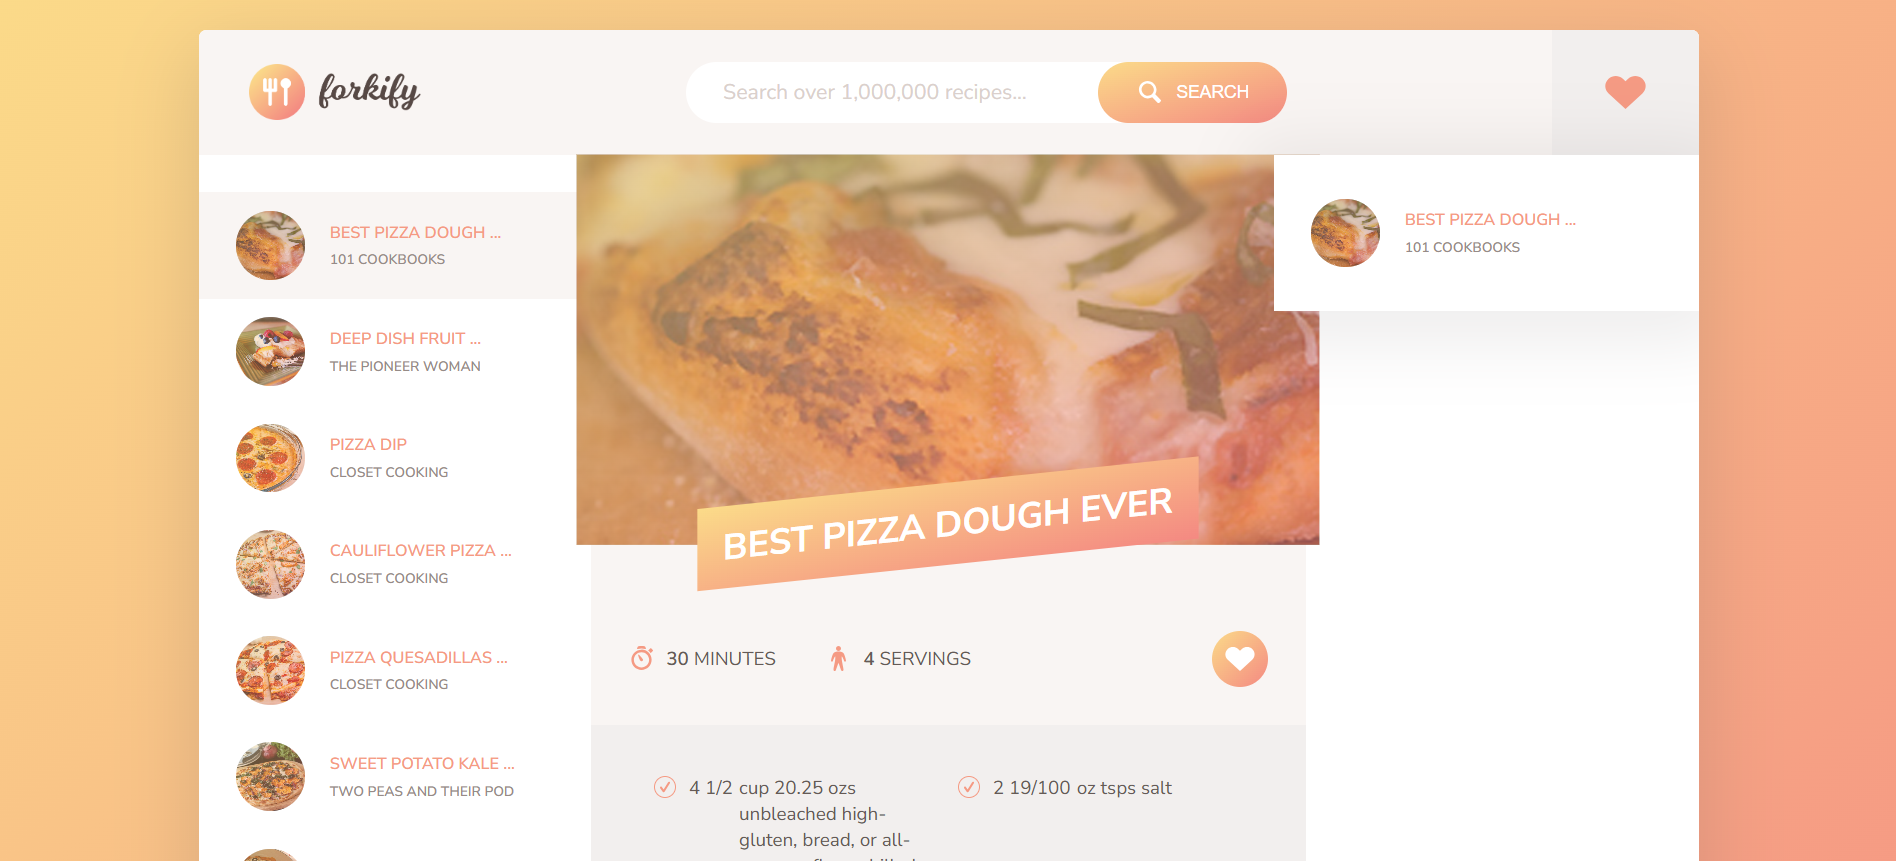 forkify
Search over 1,000,000 recipes...
SEARCH
BEST PIZZA DOUGH ...
101 COOKBOOKS
DEEP DISH FRUIT ...
THE PIONEER WOMAN
PIZZA DIP
CLOSET COOKING
CAULIFLOWER PIZZA ...
CLOSET COOKING
PIZZA QUESADILLAS ...
CLOSET COOKING
SWEET POTATO KALE ...
TWO PEAS AND THEIR POD
BEST PIZZA DOUGH EVER
30 MINUTES
4 SERVINGS
4 1/2 cup 20.25 ozs
unbleached high-
gluten, bread, or all-
2 19/100 oz tsps salt
BEST PIZZA DOUGH ...
101 COOKBOOKS